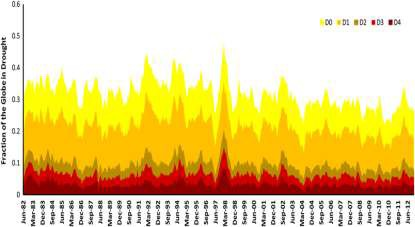 0.6
D0 D1 D2 D3 D4
0.5
0.4
0.3
0.2
0.1
0
Fraction of the Globe in Drought
Jun-82
Mar-83
Dec-83
Sep-84
Jun-85
Mar-86
Dec-86
Sep-87
Jun-88
Mar-89
Dec-89
Sep-90
Jun-91
Mar-92
Dec-92
Sep-93
Jun-94
Mar-95
Dec-95
Sep-96
Jun-97
Mar-98
Dec-98
Sep-99
Jun-00
Mar-01
Dec-01
Sep-02
Jun-03
Mar-04
Dec-04
Sep-05
Jun-06
Mar-07
Dec-07
Sep-08
Jun-09
Mar-10
Dec-10
Sep-11
Jun-12